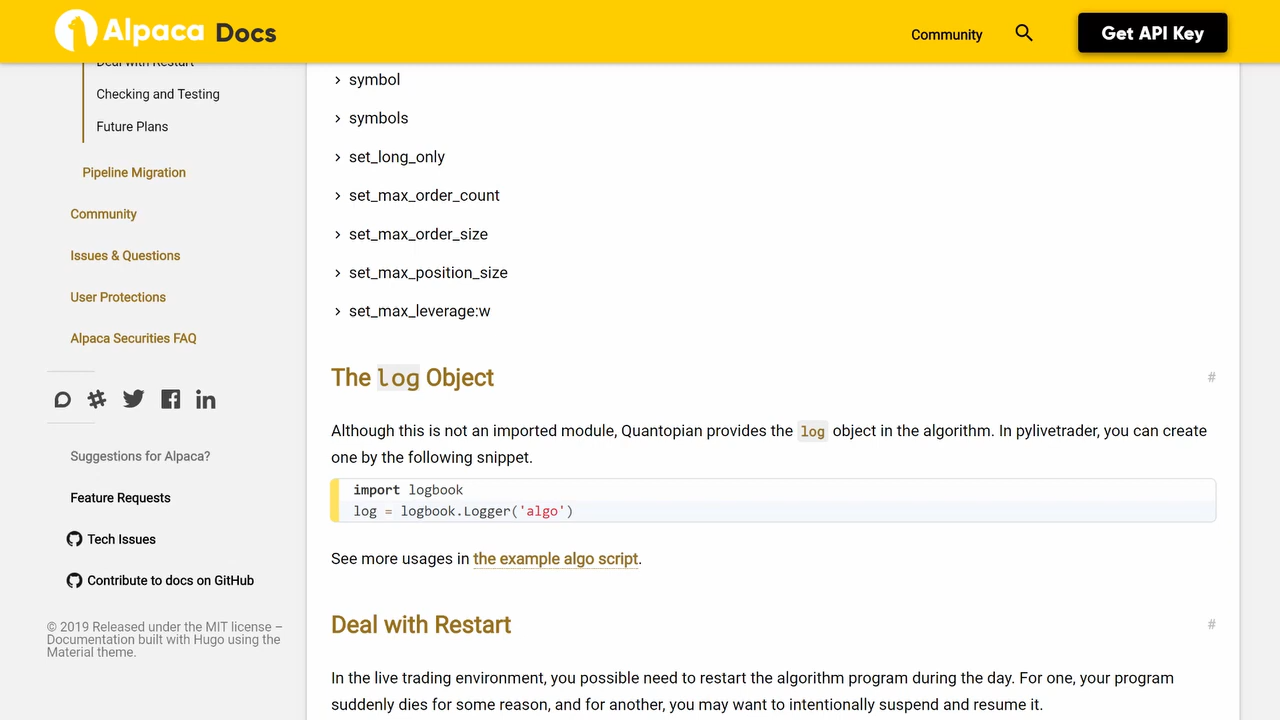 Alpaca Docs
Community
Get API Key
Deal with Restart
Checking and Testing
Future Plans
Pipeline Migration
Community
Issues & Questions
User Protections
Alpaca Securities FAQ
Suggestions for Alpaca?
Feature Requests
Tech Issues
Contribute to docs on GitHub
© 2019 Released under the MIT license –
Documentation built with Hugo using the
Material theme.
symbol
symbols
set_long_only
set_max_order_count
set_max_order_size
set_max_position_size
set_max_leverage:w
The log Object #
Although this is not an imported module, Quantopian provides the log object in the algorithm. In pylivetrader, you can create
one by the following snippet.
import logbook
log = logbook.Logger('algo')
See more usages in the example algo script.
Deal with Restart #
In the live trading environment, you possible need to restart the algorithm program during the day. For one, your program
suddenly dies for some reason, and for another, you may want to intentionally suspend and resume it.